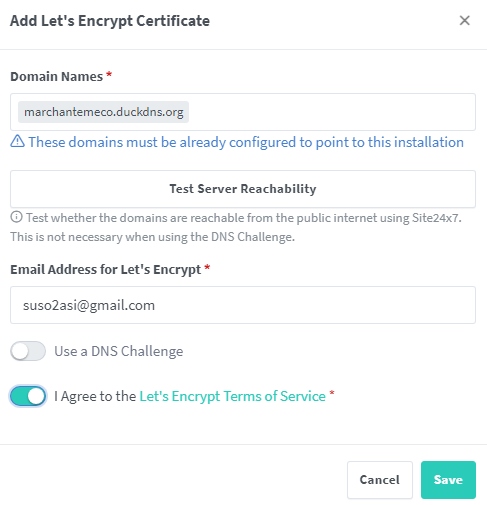 Add Let's Encrypt Certificate
Domain Names *
marchantemeco.duckdns.org
These domains must be already configured to point to this installation
Test Server Reachability
Test whether the domains are reachable from the public internet using Site24x7.
This is not necessary when using the DNS Challenge.
Email Address for Let's Encrypt *
suso2asi@gmail.com
Use a DNS Challenge
I Agree to the Let's Encrypt Terms of Service *
Cancel
Save